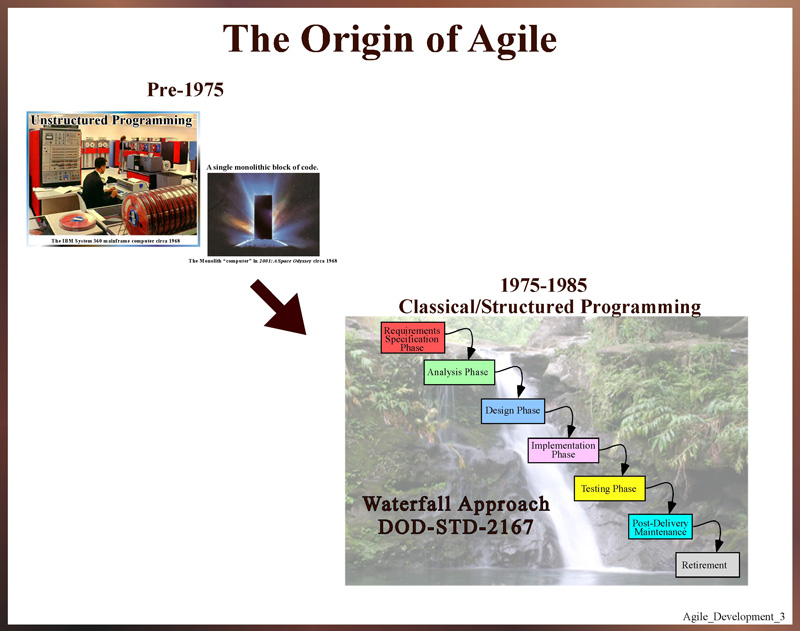 The Origin of Agile
Pre-1975
Unstructured Programming
The IBM System 360 mainframe computer circa 1968
A single monolithic block of code.
The Monolith "computer" in 2001: A Space Odyssey circa 1968
1975-1985
Classical/Structured Programming
Requirements
Specification
Phase
Analysis Phase
Design Phase
Implementation
Phase
Testing Phase
Post-Delivery
Maintenance
Retirement
Waterfall Approach
DOD-STD-2167
Agile_Development_3